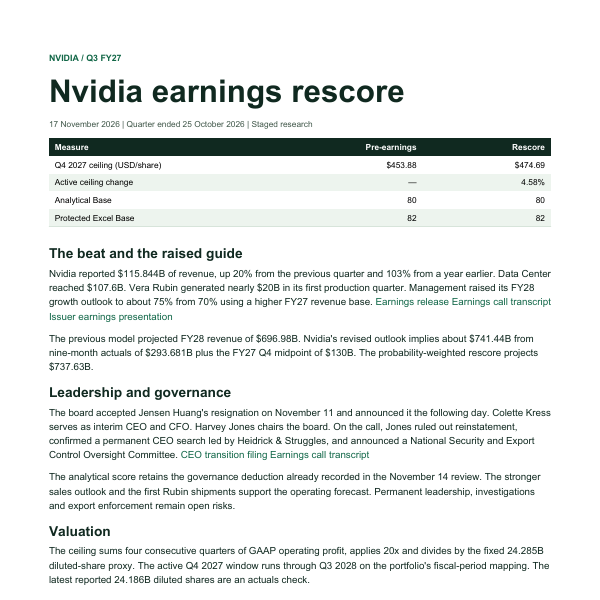 NVIDIA / Q3 FY27
Nvidia earnings rescore
17 November 2026 | Quarter ended 25 October 2026 | Staged research
Measure Pre-earnings Rescore
Q4 2027 ceiling (USD/share) $453.88 $474.69
Active ceiling change — 4.58%
Analytical Base 80 80
Protected Excel Base 82 82
The beat and the raised guide
Nvidia reported $115.844B of revenue, up 20% from the previous quarter and 103% from a year earlier. Data Center
reached $107.6B. Vera Rubin generated nearly $20B in its first production quarter. Management raised its FY28
growth outlook to about 75% from 70% using a higher FY27 revenue base. Earnings release Earnings call transcript
Issuer earnings presentation
The previous model projected FY28 revenue of $696.98B. Nvidia's revised outlook implies about $741.44B from
nine-month actuals of $293.681B plus the FY27 Q4 midpoint of $130B. The probability-weighted rescore projects
$737.63B.
Leadership and governance
The board accepted Jensen Huang's resignation on November 11 and announced it the following day. Colette Kress
serves as interim CEO and CFO. Harvey Jones chairs the board. On the call, Jones ruled out reinstatement,
confirmed a permanent CEO search led by Heidrick & Struggles, and announced a National Security and Export
Control Oversight Committee. CEO transition filing Earnings call transcript
The analytical score retains the governance deduction already recorded in the November 14 review. The stronger
sales outlook and the first Rubin shipments support the operating forecast. Permanent leadership, investigations
and export enforcement remain open risks.
Valuation
The ceiling sums four consecutive quarters of GAAP operating profit, applies 20x and divides by the fixed 24.285B
diluted-share proxy. The active Q4 2027 window runs through Q3 2028 on the portfolio's fiscal-period mapping. The
latest reported 24.186B diluted shares are an actuals check.